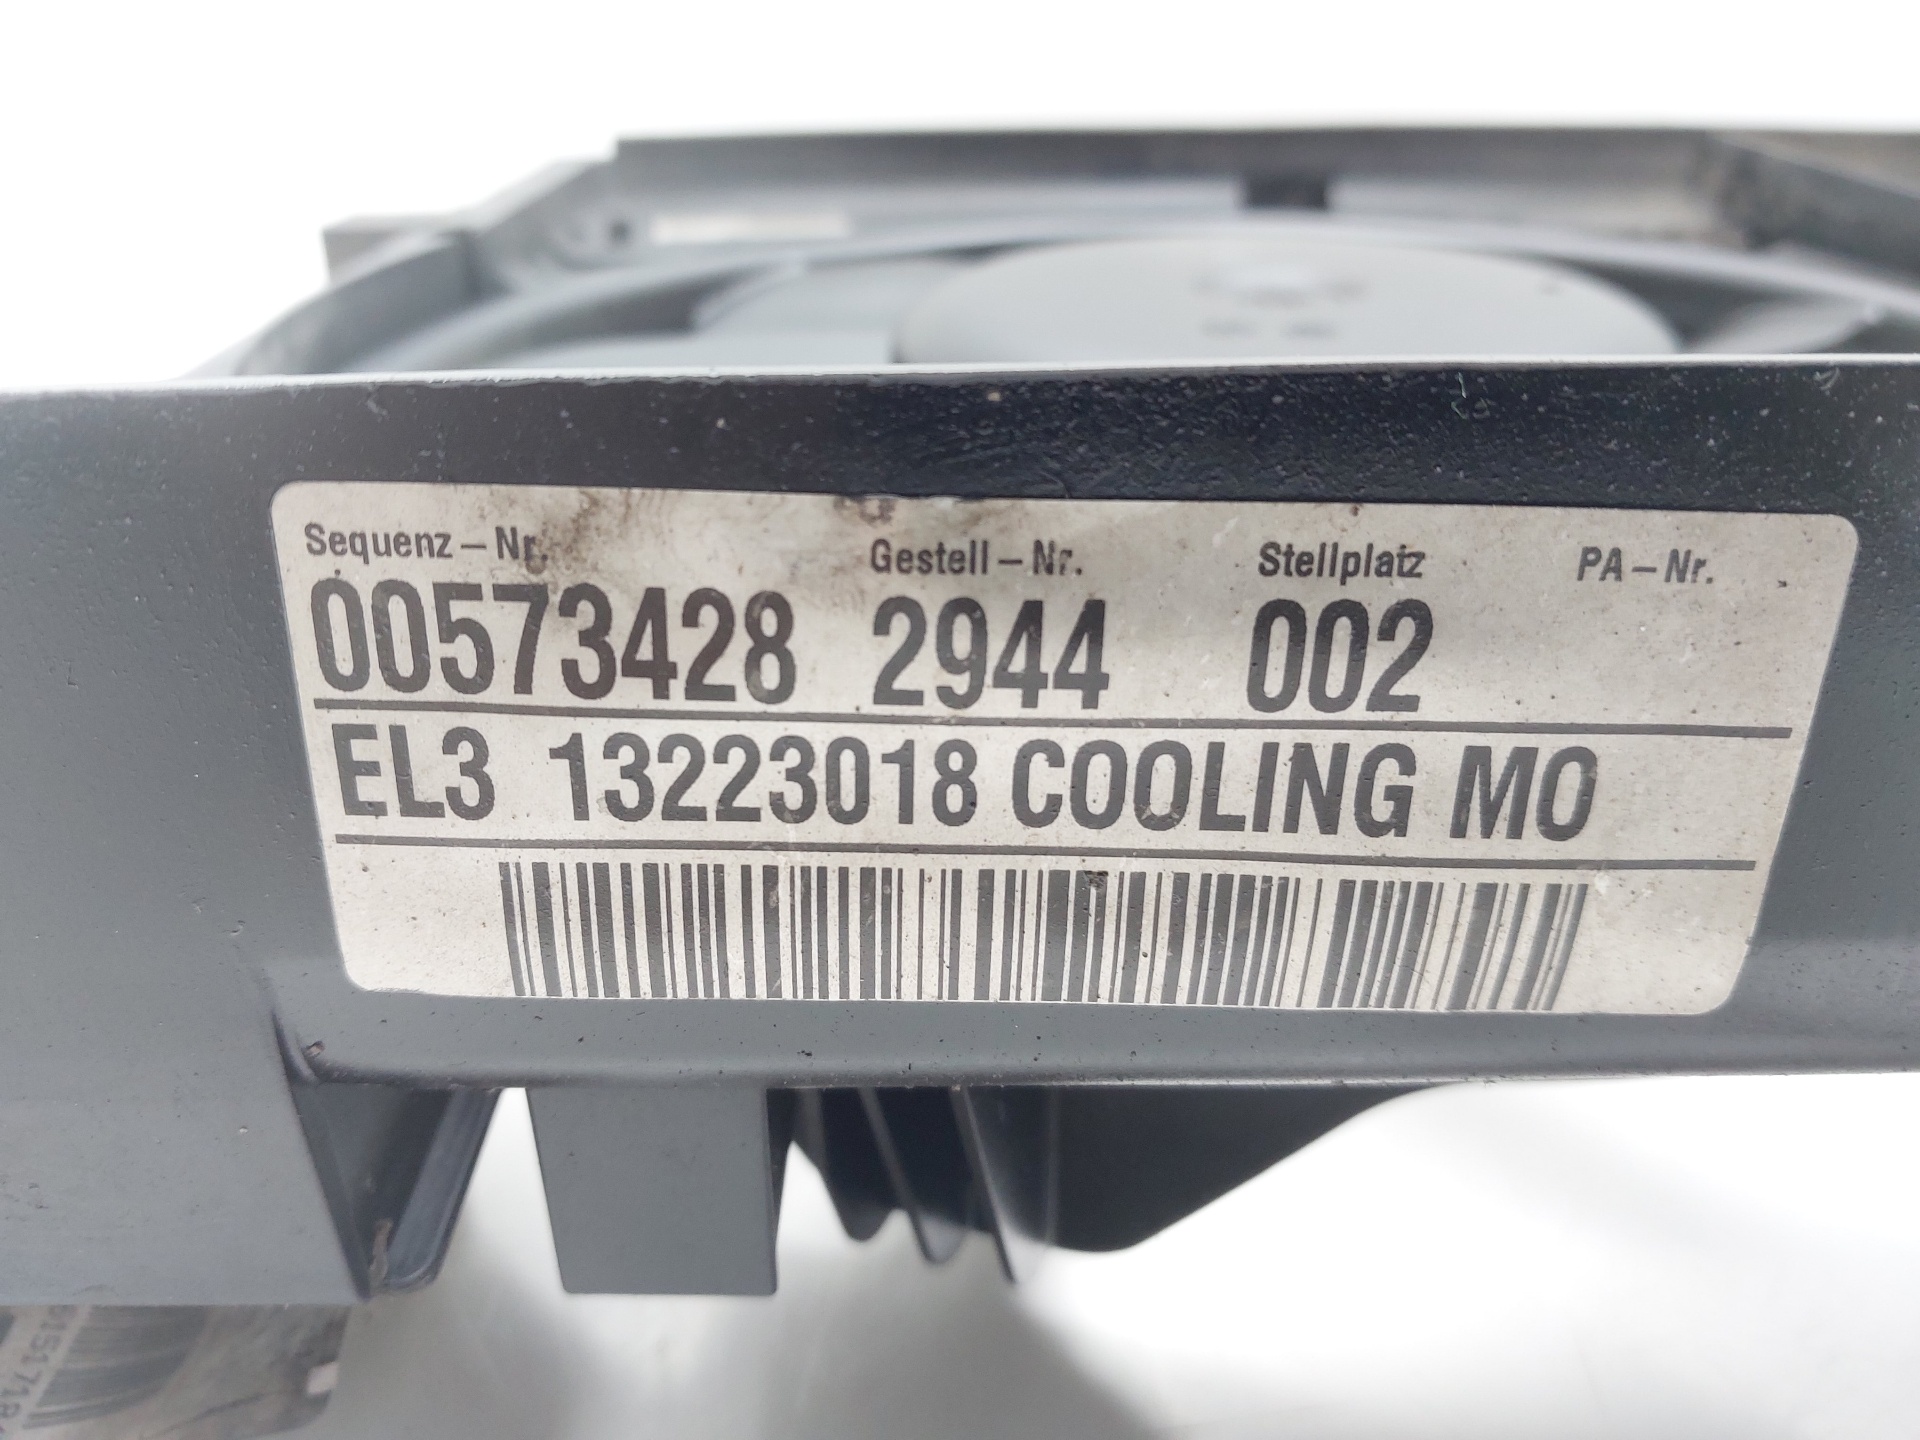 Sequenz-Nr. Gestell-Nr. Stellplatz PA-Nr.
00573428 2944 002
EL3 13223018 COOLING MO